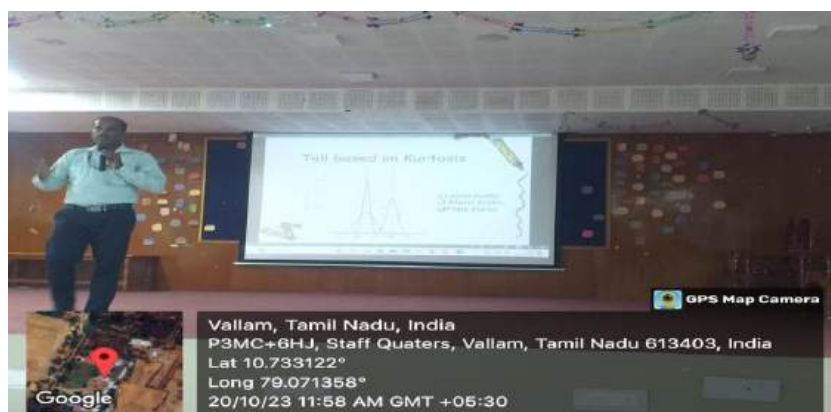 Tail based on Kurtosis
GPS Map Camera
Vallam, Tamil Nadu, India
P3MC+6HJ, Staff Quaters, Vallam, Tamil Nadu 613403, India
Lat 10.733122°
Long 79.071358°
20/10/23 11:58 AM GMT +05:30
Google